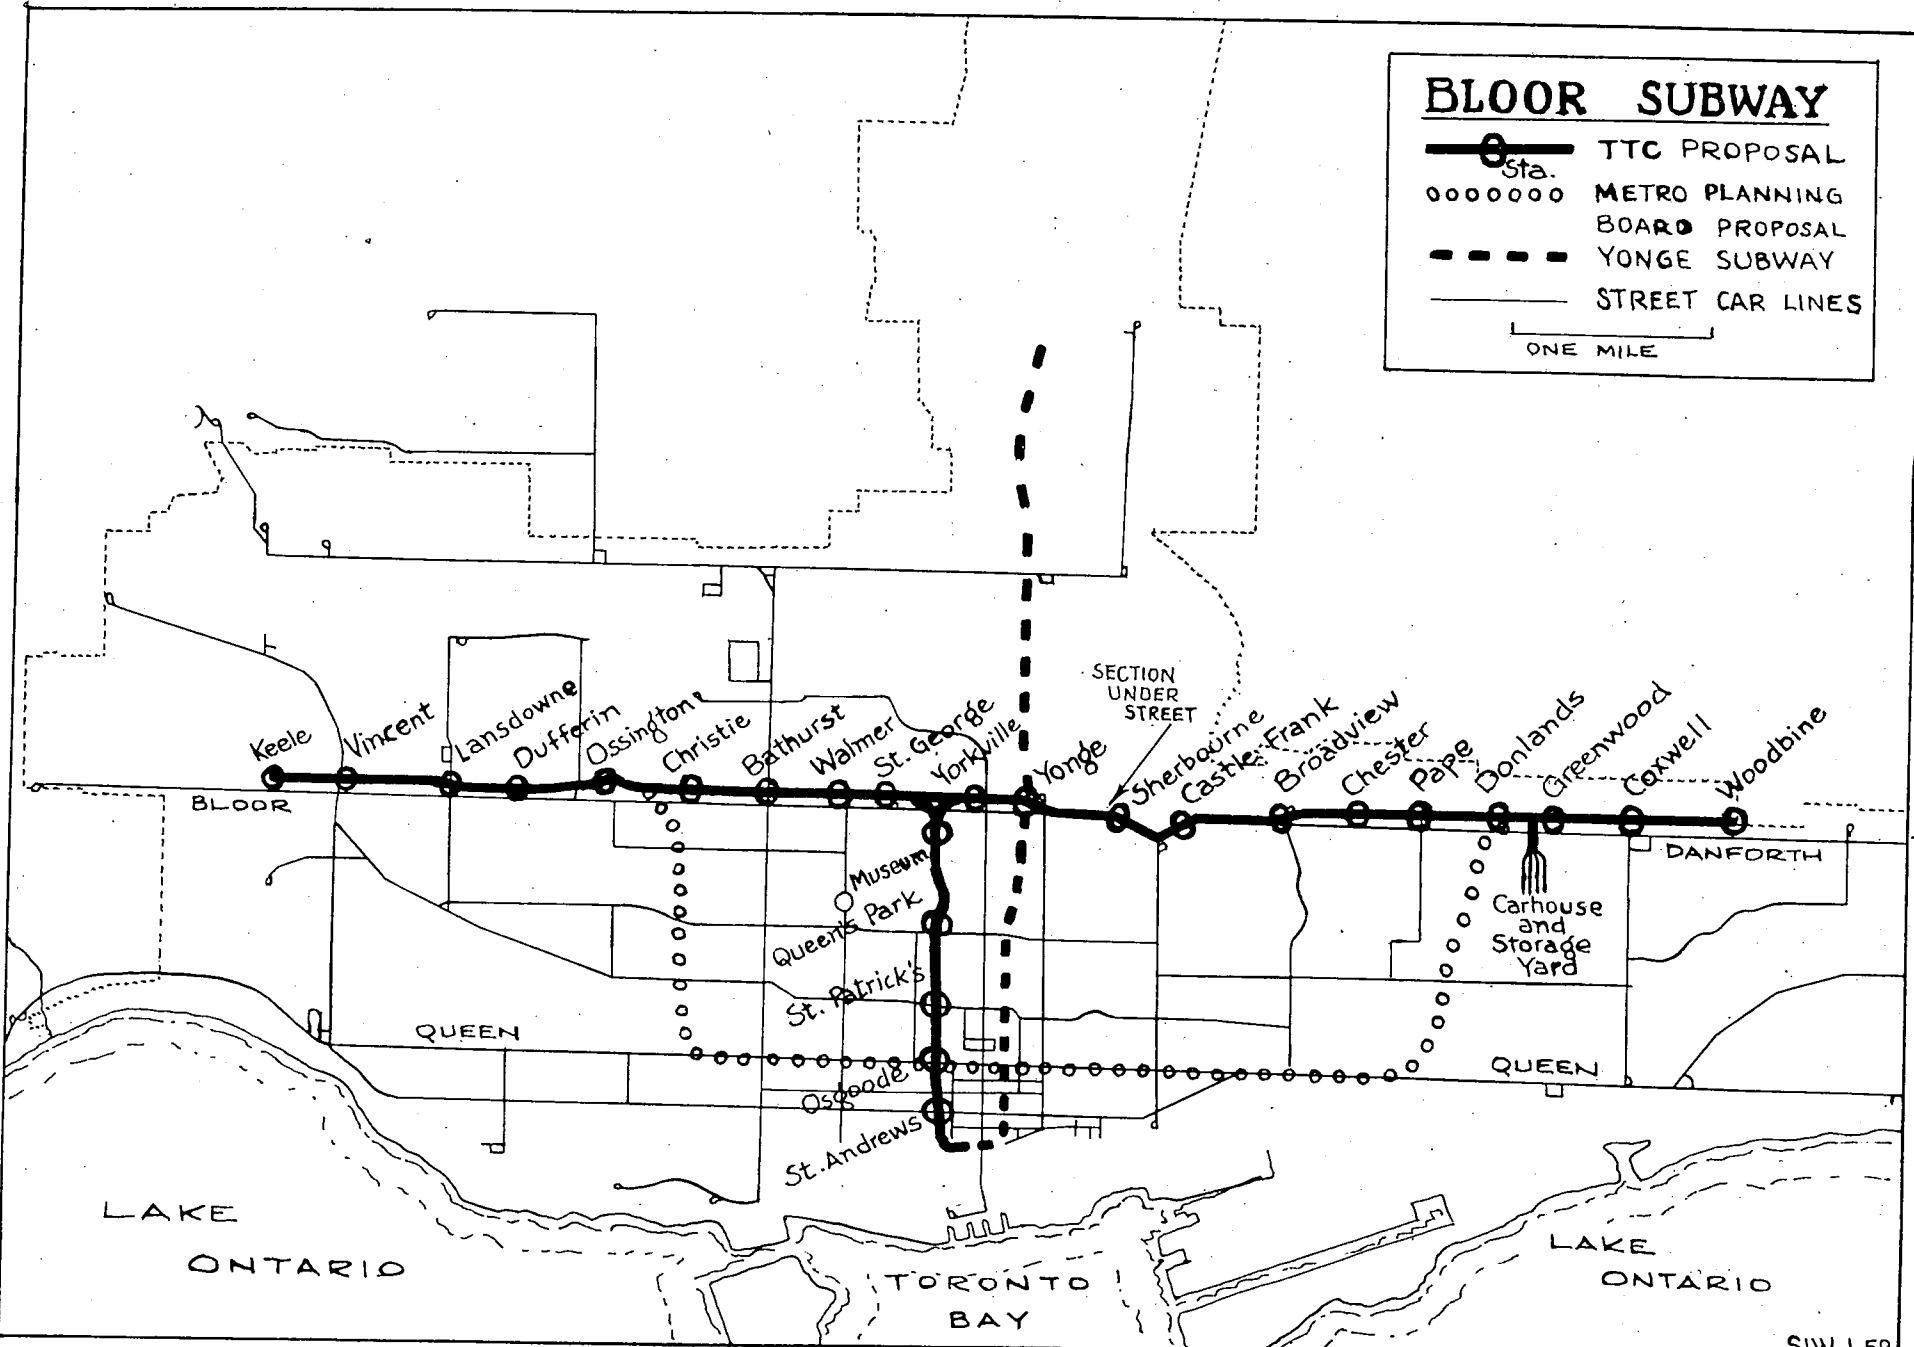 BLOOR SUBWAY
TTC PROPOSAL
Sta.
METRO PLANNING
BOARD PROPOSAL
YONGE SUBWAY
STREET CAR LINES
ONE MILE
SECTION
UNDER
STREET
Keele
Vincent
Lansdowne
Dufferin
Ossington
Christie
Bathurst
Walmer
St. George
Yorkville
Yonge
Sherbourne
Castle Frank
Broadview
Chester
Pape
Donlands
Greenwood
Coxwell
Woodbine
BLOOR
DANFORTH
Museum
Queen's Park
St. Patrick's
Osgoode
St. Andrews
Carhouse
and
Storage
Yard
QUEEN
QUEEN
LAKE
ONTARIO
TORONTO
BAY
LAKE
ONTARIO